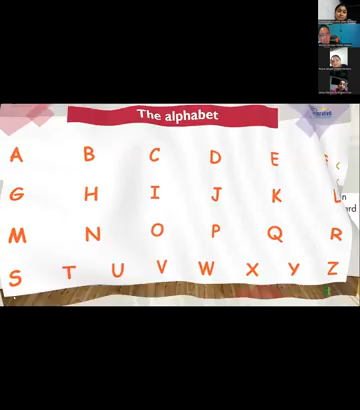 The alphabet
A B C D E
G H I J K L
M N O P Q R
S T U V W X Y Z